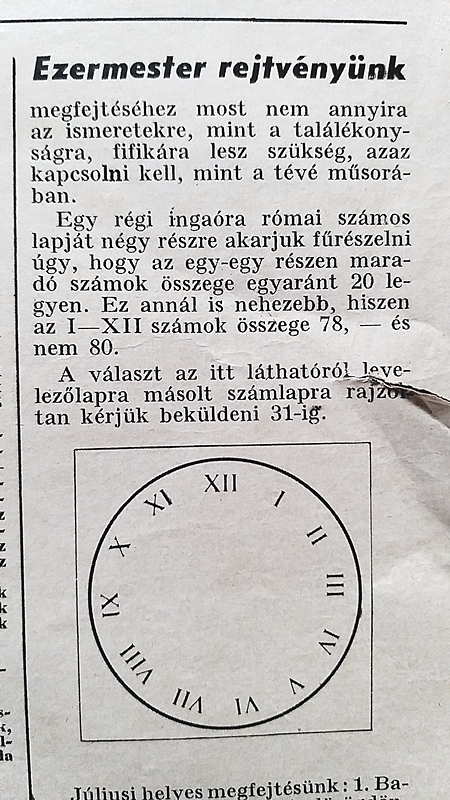 Ezermester rejtvényünk
megfejtéséhez most nem annyira
az ismeretekre, mint a találékony-
ságra, fifikára lesz szükség, azaz
kapcsolni kell, mint a tévé műsorá-
ban.
Egy régi ingaóra római számos
lapját négy részre akarjuk fűrészelni
úgy, hogy az egy-egy részen mara-
dó számok összege egyaránt 20 le-
gyen. Ez annál is nehezebb, hiszen
az I—XII számok összege 78, — és
nem 80.
A választ az itt láthatóról leve-
lezőlapra másolt számlapra rajzol-
tan kérjük beküldeni 31-ig.
XII
I
II
III
IV
V
VI
VII
VIII
IX
X
XI
Júliusi helyes megfejtésünk: 1. Ba-